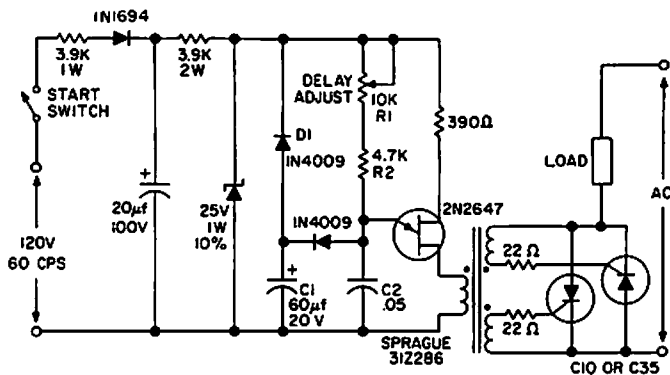 1N1694
3.9K
1W
3.9K
2W
START
SWITCH
DELAY
ADJUST
10K
R1
390Ω
D1
1N4009
4.7K
R2
LOAD
AC
+
20μf
100V
25V
1W
10%
1N4009
2N2647
120V
60 CPS
+
C1
60μf
20V
C2
.05
22Ω
22Ω
SPRAGUE
31Z286
C10 OR C35